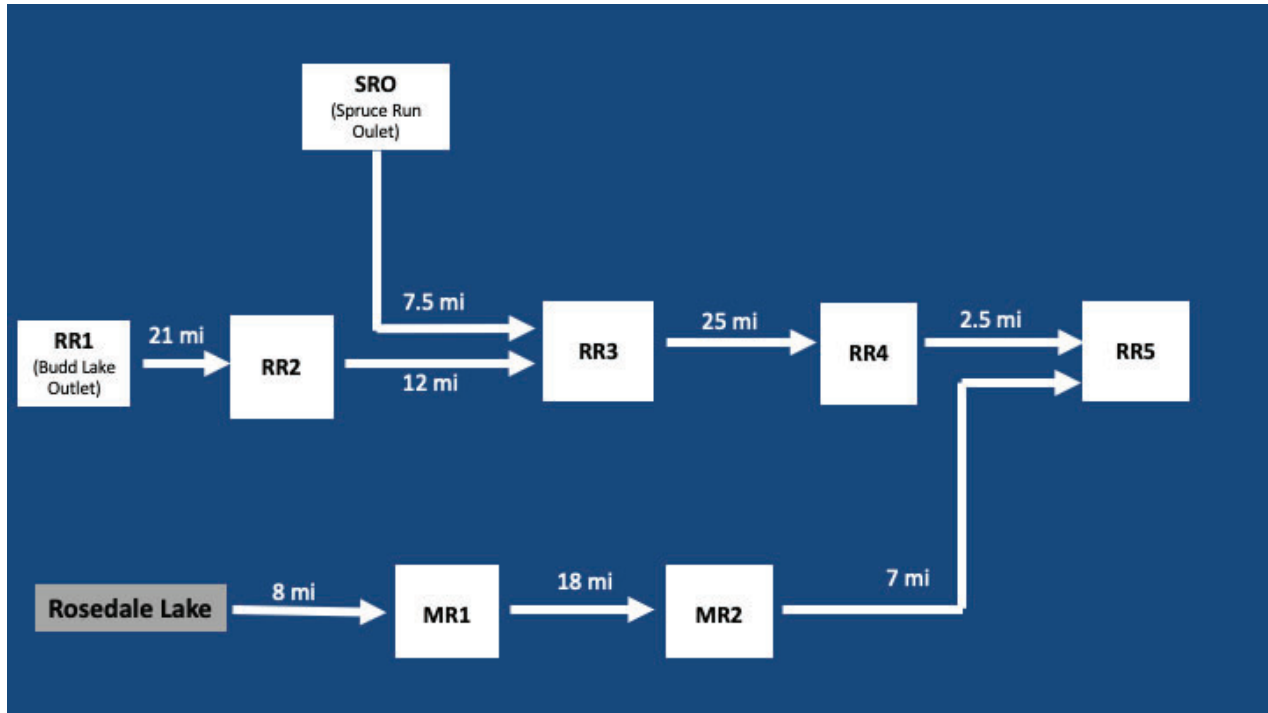 SRO
(Spruce Run
Oulet)
7.5 mi
RR1
(Budd Lake
Outlet)
21 mi
RR2
12 mi
RR3
25 mi
RR4
2.5 mi
RR5
Rosedale Lake
8 mi
MR1
18 mi
MR2
7 mi